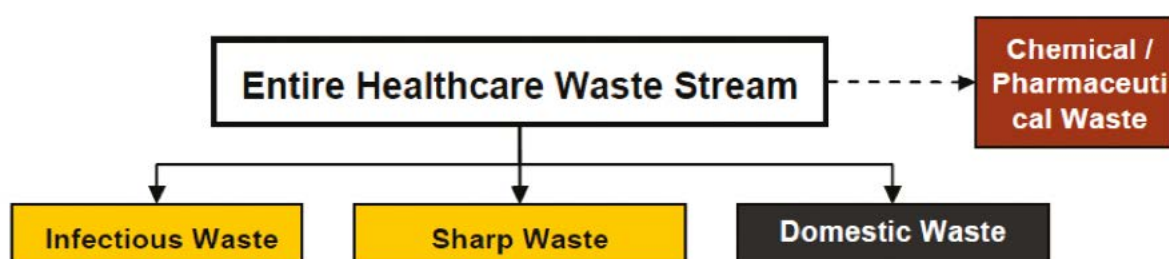 Entire Healthcare Waste Stream
Chemical /
Pharmaceuti
cal Waste
Infectious Waste
Sharp Waste
Domestic Waste